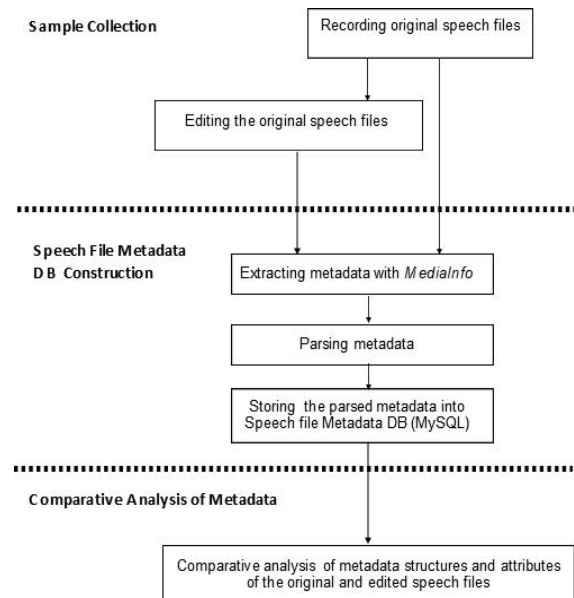 Sample Collection
Recording original speech files
Editing the original speech files
Speech File Metadata
DB Construction
Extracting metadata with MediaInfo
Parsing metadata
Storing the parsed metadata into
Speech file Metadata DB (MySQL)
Comparative Analysis of Metadata
Comparative analysis of metadata structures and attributes
of the original and edited speech files